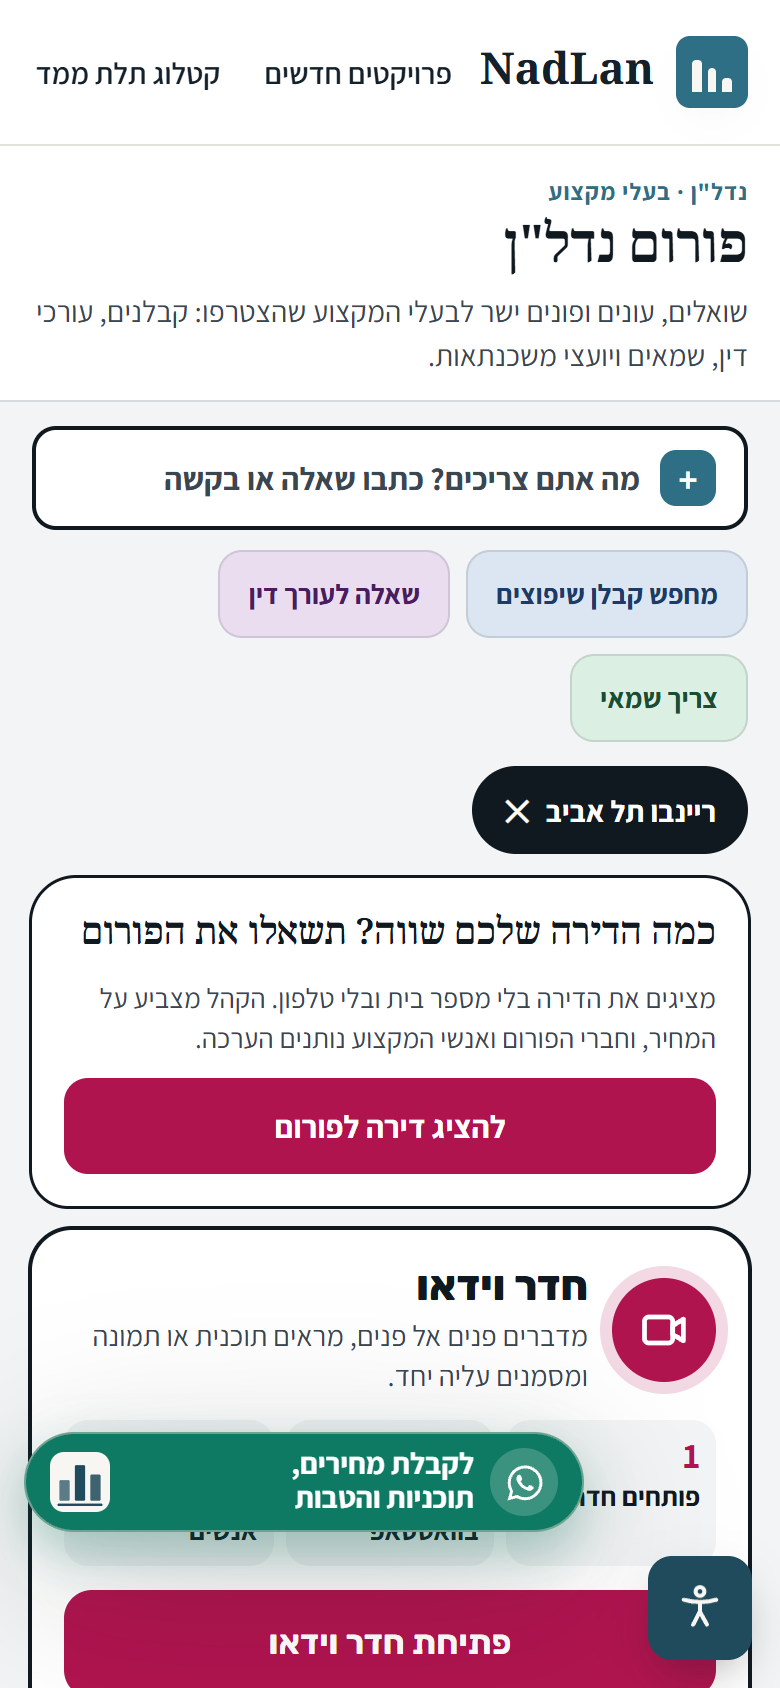 NadLan
פרויקטים חדשים
קטלוג תלת ממד
נדל"ן · בעלי מקצוע
פורום נדל"ן
שואלים, עונים ופונים ישר לבעלי המקצוע שהצטרפו: קבלנים, עורכי
דין, שמאים ויועצי משכנתאות.
+ מה אתם צריכים? כתבו שאלה או בקשה
מחפש קבלן שיפוצים
שאלה לעורך דין
צריך שמאי
ריינבו תל אביב ×
כמה הדירה שלכם שווה? תשאלו את הפורום
מציגים את הדירה בלי מספר בית ובלי טלפון. הקהל מצביע על
המחיר, וחברי הפורום ואנשי המקצוע נותנים הערכה.
להציג דירה לפורום
חדר וידאו
מדברים פנים אל פנים, מראים תוכנית או תמונה
ומסמנים עליה יחד.
1
פותחים חדר
בוואטסאפ
אנשים
לקבלת מחירים,
תוכניות והטבות
פתיחת חדר וידאו